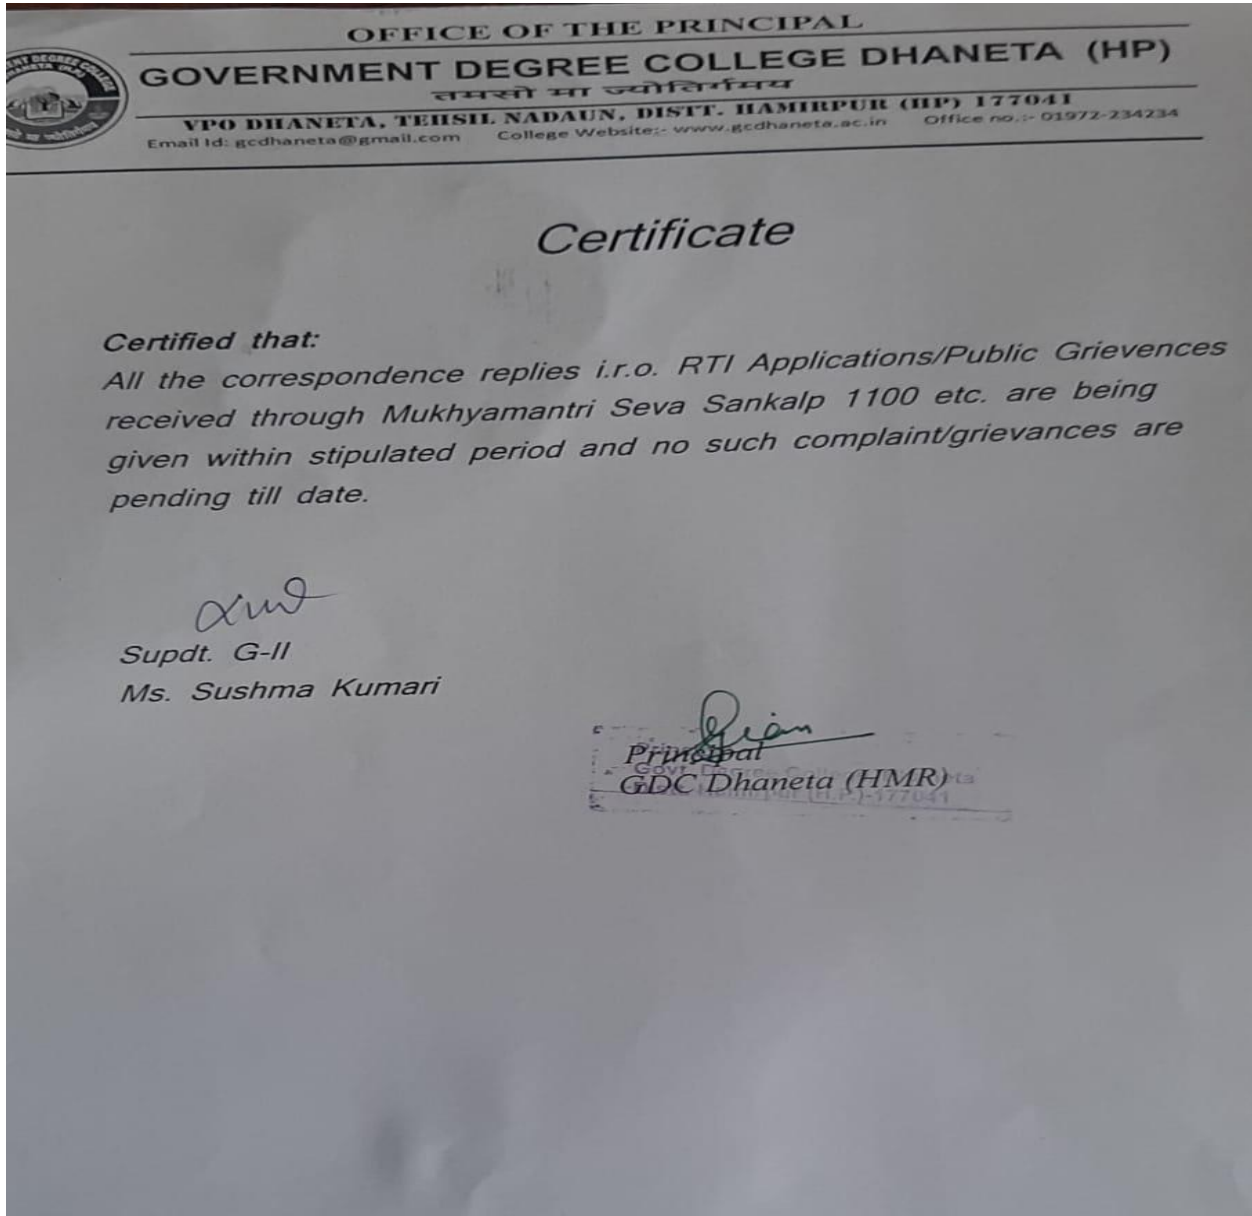 OFFICE OF THE PRINCIPAL
GOVERNMENT DEGREE COLLEGE DHANETA (HP)
तमसो मा ज्योतिर्गमय
VPO DHANETA, TEHSIL NADAUN, DISTT. HAMIRPUR (HP) 177041
Email Id: gcdhaneta@gmail.com College Website:- www.gcdhaneta.ac.in Office no.:- 01972-234234
Certificate
Certified that:
All the correspondence replies i.r.o. RTI Applications/Public Grievences
received through Mukhyamantri Seva Sankalp 1100 etc. are being
given within stipulated period and no such complaint/grievances are
pending till date.
Supdt. G-II
Ms. Sushma Kumari
Principal
GDC Dhaneta (HMR)